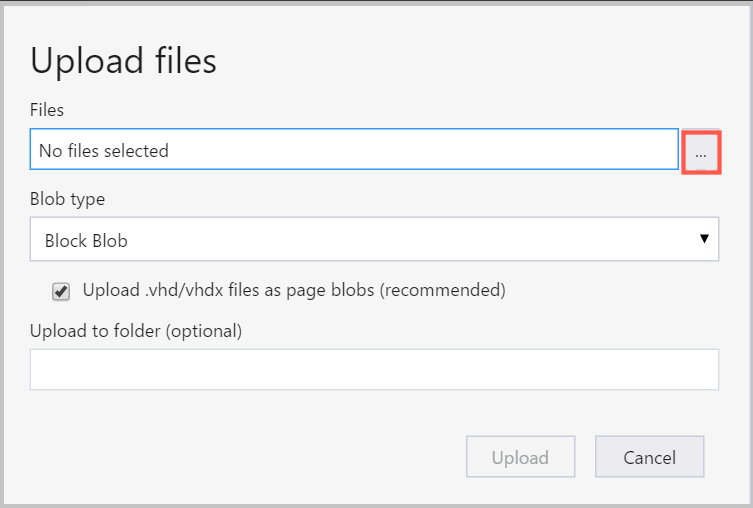 Upload files
Files
No files selected
...
Blob type
Block Blob
Upload .vhd/vhdx files as page blobs (recommended)
Upload to folder (optional)
Upload
Cancel